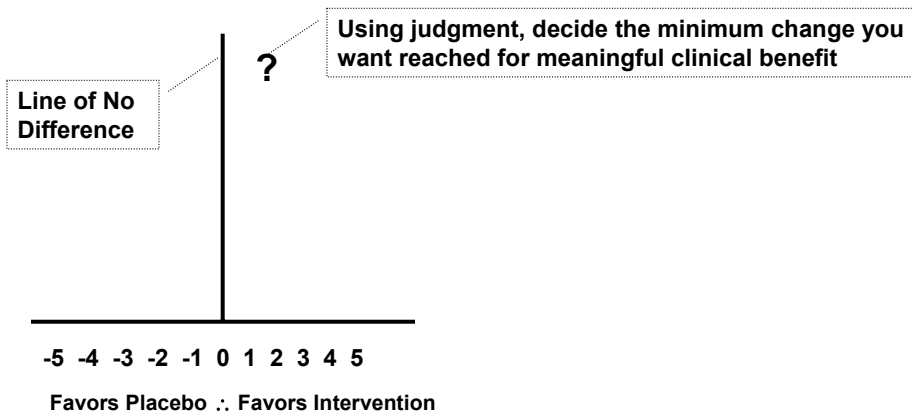 Using judgment, decide the minimum change you
want reached for meaningful clinical benefit
?
Line of No
Difference
-5 -4 -3 -2 -1 0 1 2 3 4 5
Favors Placebo ∴ Favors Intervention